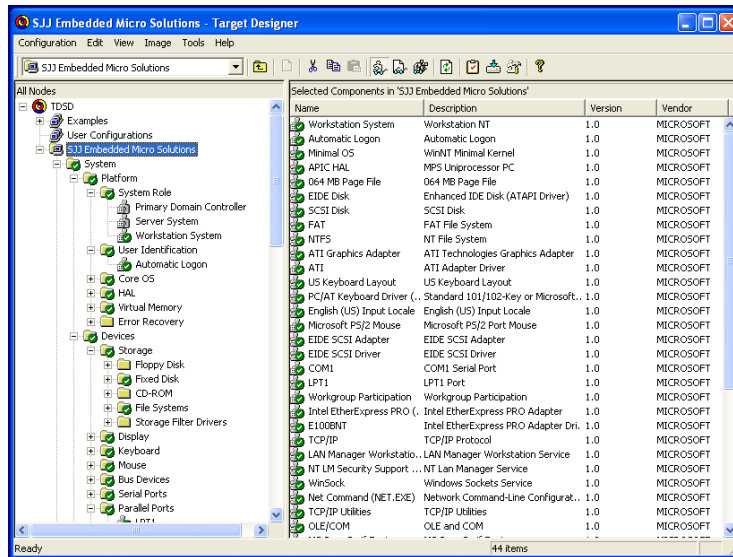 SJJ Embedded Micro Solutions - Target Designer
Configuration Edit View Image Tools Help
SJJ Embedded Micro Solutions
All Nodes
TDSD
Examples
User Configurations
SJJ Embedded Micro Solutions
System
Platform
System Role
Primary Domain Controller
Server System
Workstation System
User Identification
Automatic Logon
Core OS
HAL
Virtual Memory
Error Recovery
Devices
Storage
Floppy Disk
Fixed Disk
CD-ROM
File Systems
Storage Filter Drivers
Display
Keyboard
Mouse
Bus Devices
Serial Ports
Parallel Ports
LPT1
Selected Components in 'SJJ Embedded Micro Solutions'
Name Description Version Vendor
Workstation System Workstation NT 1.0 MICROSOFT
Automatic Logon Automatic Logon 1.0 MICROSOFT
Minimal OS WinNT Minimal Kernel 1.0 MICROSOFT
APIC HAL MPS Uniprocessor PC 1.0 MICROSOFT
064 MB Page File 064 MB Page File 1.0 MICROSOFT
EIDE Disk Enhanced IDE Disk (ATAPI Driver) 1.0 MICROSOFT
SCSI Disk SCSI Disk 1.0 MICROSOFT
FAT FAT File System 1.0 MICROSOFT
NTFS NT File System 1.0 MICROSOFT
ATI Graphics Adapter ATI Technologies Graphics Adapter 1.0 MICROSOFT
ATI ATI Adapter Driver 1.0 MICROSOFT
US Keyboard Layout US Keyboard Layout 1.0 MICROSOFT
PC/AT Keyboard Driver (... Standard 101/102-Key or Microsoft... 1.0 MICROSOFT
English (US) Input Locale English (US) Input Locale 1.0 MICROSOFT
Microsoft PS/2 Mouse Microsoft PS/2 Port Mouse 1.0 MICROSOFT
EIDE SCSI Adapter EIDE SCSI Adapter 1.0 MICROSOFT
EIDE SCSI Driver EIDE SCSI Driver 1.0 MICROSOFT
COM1 COM1 Serial Port 1.0 MICROSOFT
LPT1 LPT1 Port 1.0 MICROSOFT
Workgroup Participation Workgroup Participation 1.0 MICROSOFT
Intel EtherExpress PRO (... Intel EtherExpress PRO Adapter 1.0 MICROSOFT
E100BNT Intel EtherExpress PRO Adapter Dri... 1.0 MICROSOFT
TCP/IP TCP/IP Protocol 1.0 MICROSOFT
LAN Manager Workstatio... LAN Manager Workstation Service 1.0 MICROSOFT
NT LM Security Support ... NT Lan Manager Service 1.0 MICROSOFT
WinSock Windows Sockets Service 1.0 MICROSOFT
Net Command (NET.EXE) Network Command-Line Configurat... 1.0 MICROSOFT
TCP/IP Utilities TCP/IP Utilities 1.0 MICROSOFT
OLE/COM OLE and COM 1.0 MICROSOFT
Ready
44 items